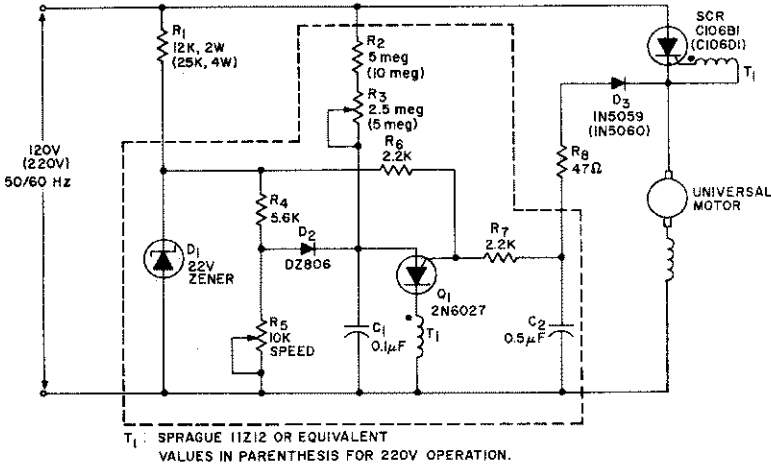 R1
12K, 2W
(25K, 4W)
R2
5 meg
(10 meg)
R3
2.5 meg
(5 meg)
SCR
C106B1
(C106D1)
T1
D3
IN5059
(IN5060)
R6
2.2K
R8
47Ω
120V
(220V)
50/60 Hz
UNIVERSAL
MOTOR
R4
5.6K
D2
DZ806
R7
2.2K
D1
22V
ZENER
Q1
2N6027
R5
10K
SPEED
C1
0.1μF
T1
C2
0.5μF
T1: SPRAGUE 11Z12 OR EQUIVALENT
VALUES IN PARENTHESIS FOR 220V OPERATION.